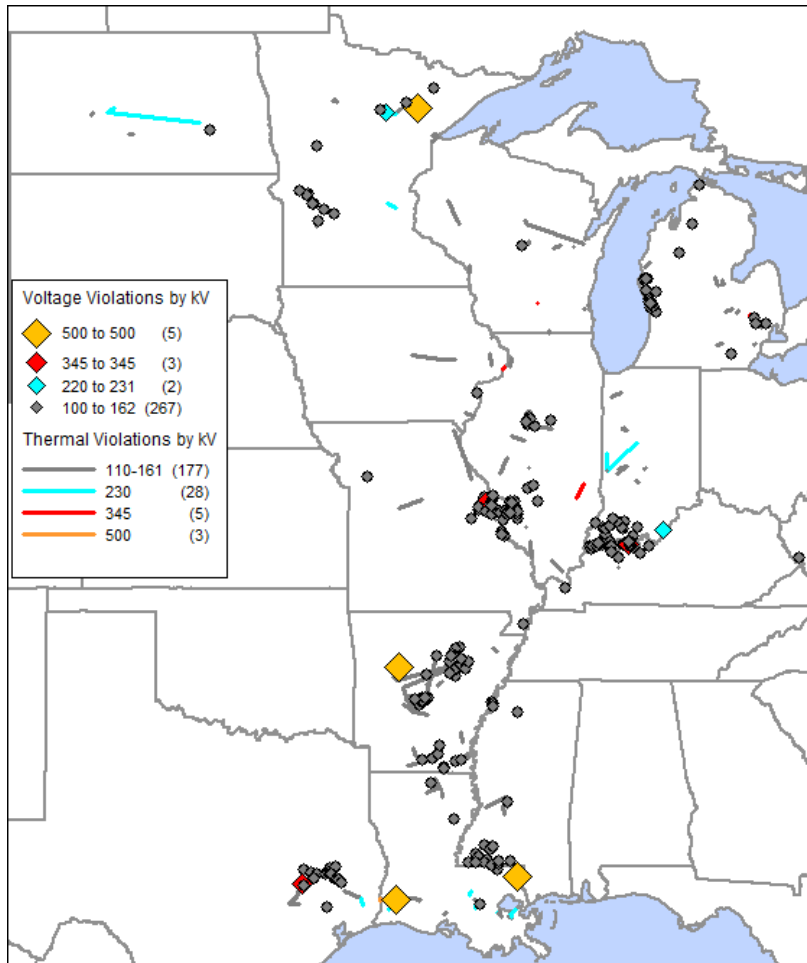 Voltage Violations by kV
500 to 500 (5)
345 to 345 (3)
220 to 231 (2)
100 to 162 (267)
Thermal Violations by kV
110-161 (177)
230 (28)
345 (5)
500 (3)